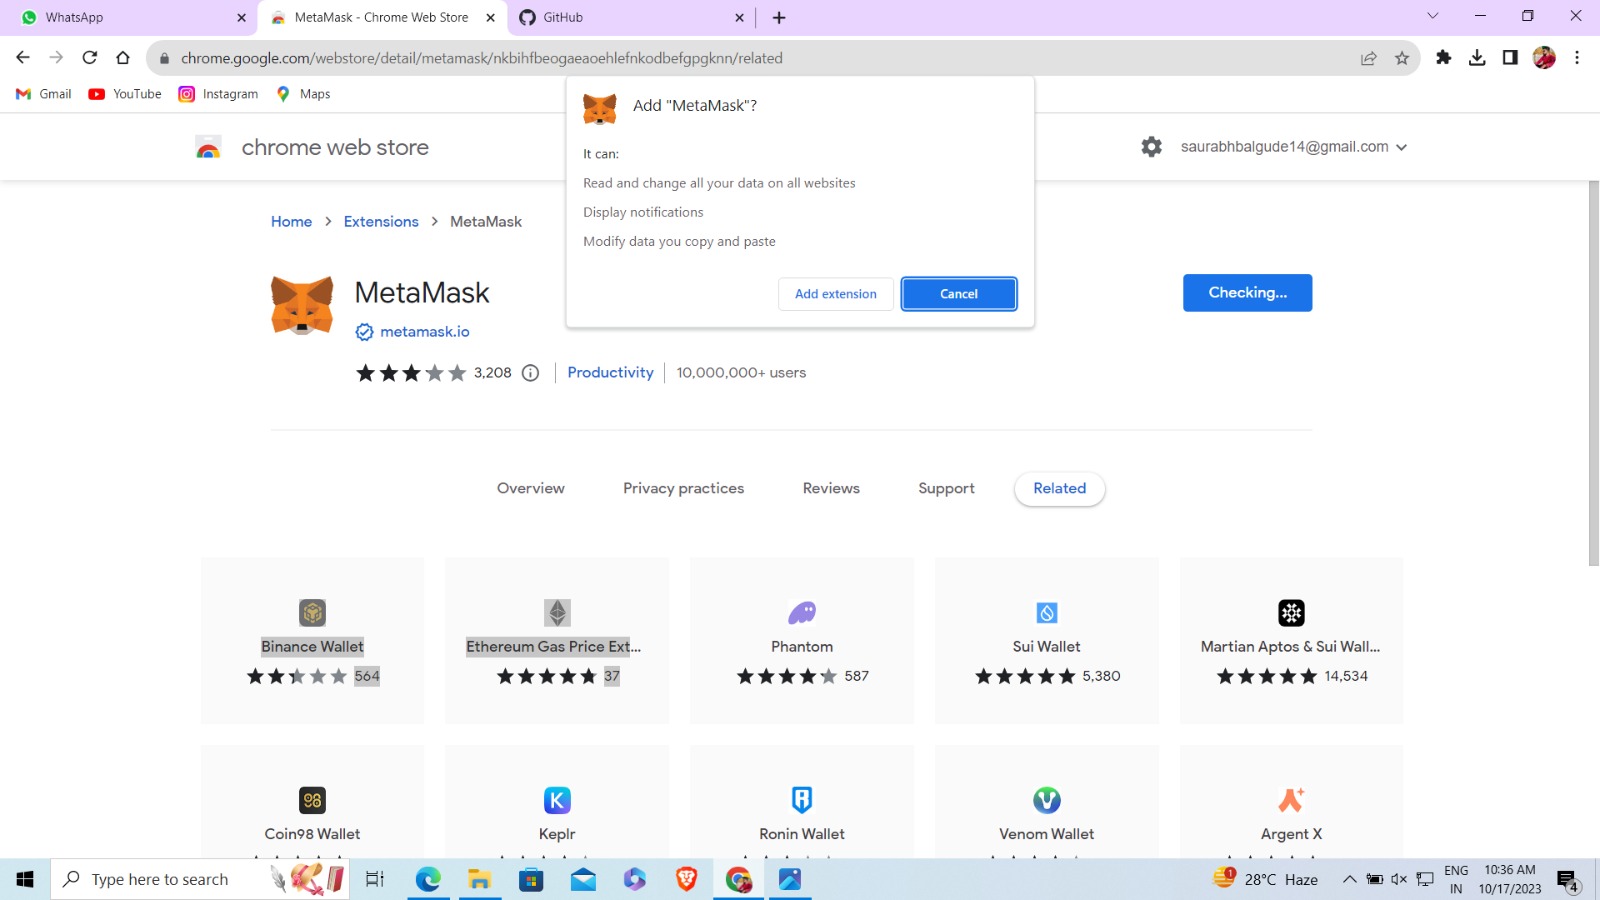 WhatsApp
MetaMask - Chrome Web Store
GitHub
chrome.google.com/webstore/detail/metamask/nkbihfbeogaeaoehlefnkodbefgpgknn/related
Gmail
YouTube
Instagram
Maps
Add "MetaMask"?
It can:
Read and change all your data on all websites
Display notifications
Modify data you copy and paste
Add extension
Cancel
chrome web store
saurabhbalgude14@gmail.com
Home > Extensions > MetaMask
MetaMask
metamask.io
Checking...
3,208
Productivity
10,000,000+ users
Overview
Privacy practices
Reviews
Support
Related
Binance Wallet
564
Ethereum Gas Price Ext...
37
Phantom
587
Sui Wallet
5,380
Martian Aptos & Sui Wall...
14,534
Coin98 Wallet
Keplr
Ronin Wallet
Venom Wallet
Argent X
Type here to search
1
28°C Haze
ENG
IN
10:36 AM
10/17/2023
4